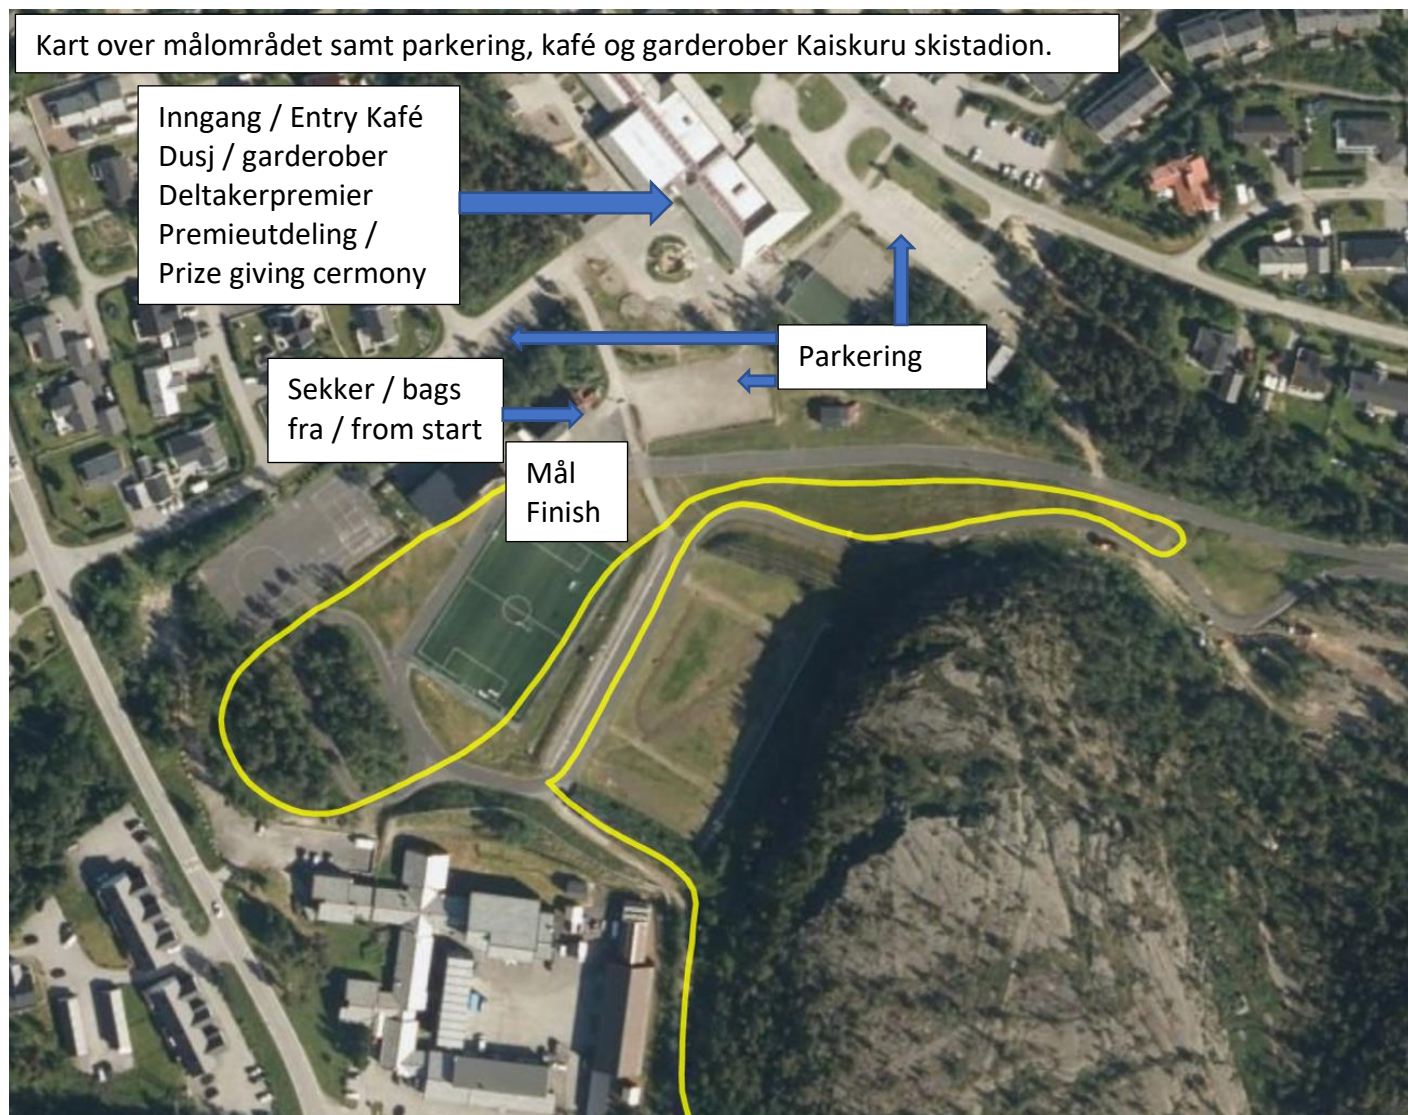 Kart over målområdet samt parkering, kafé og garderober Kaiskuru skistadion.
Inngang / Entry Kafé
Dusj / garderober
Deltakerpremier
Premieutdeling /
Prize giving cermony
Parkering
Sekker / bags
fra / from start
Mål
Finish